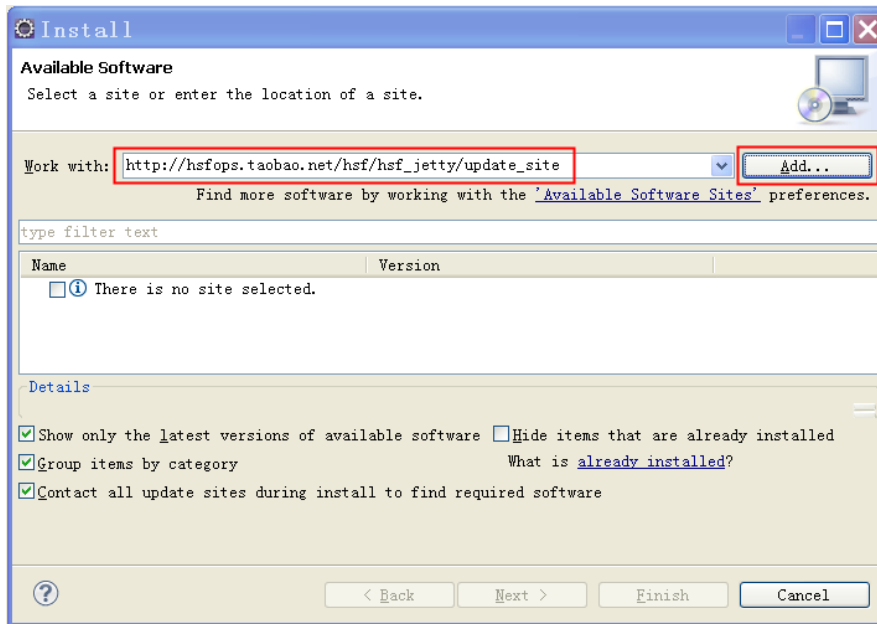 Install
Available Software
Select a site or enter the location of a site.
Work with: http://hsfops.taobao.net/hsf/hsf_jetty/update_site Add...
Find more software by working with the 'Available Software Sites' preferences.
type filter text
Name Version
There is no site selected.
Details
Show only the latest versions of available software Hide items that are already installed
Group items by category What is already installed?
Contact all update sites during install to find required software
? < Back Next > Finish Cancel